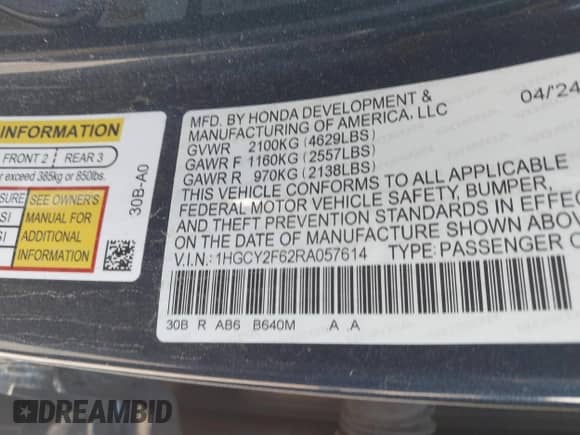 INFORMATION
FRONT 2 REAR 3
exceed 385kg or 850lbs.
SURE SEE OWNER'S
SI MANUAL FOR
SI ADDITIONAL
INFORMATION
30B-A0
MFD. BY HONDA DEVELOPMENT & 04/'24
MANUFACTURING OF AMERICA, LLC
GVWR 2100KG (4629LBS)
GAWR F 1160KG (2557LBS)
GAWR R 970KG (2138LBS)
THIS VEHICLE CONFORMS TO ALL APPLICABLE
FEDERAL MOTOR VEHICLE SAFETY, BUMPER,
AND THEFT PREVENTION STANDARDS IN EFFECT
ON THE DATE OF MANUFACTURE SHOWN ABOV
V.I.N.: 1HGCY2F62RA057614 TYPE: PASSENGER C
30B R AB6 B640M .A .A
DREAMBID